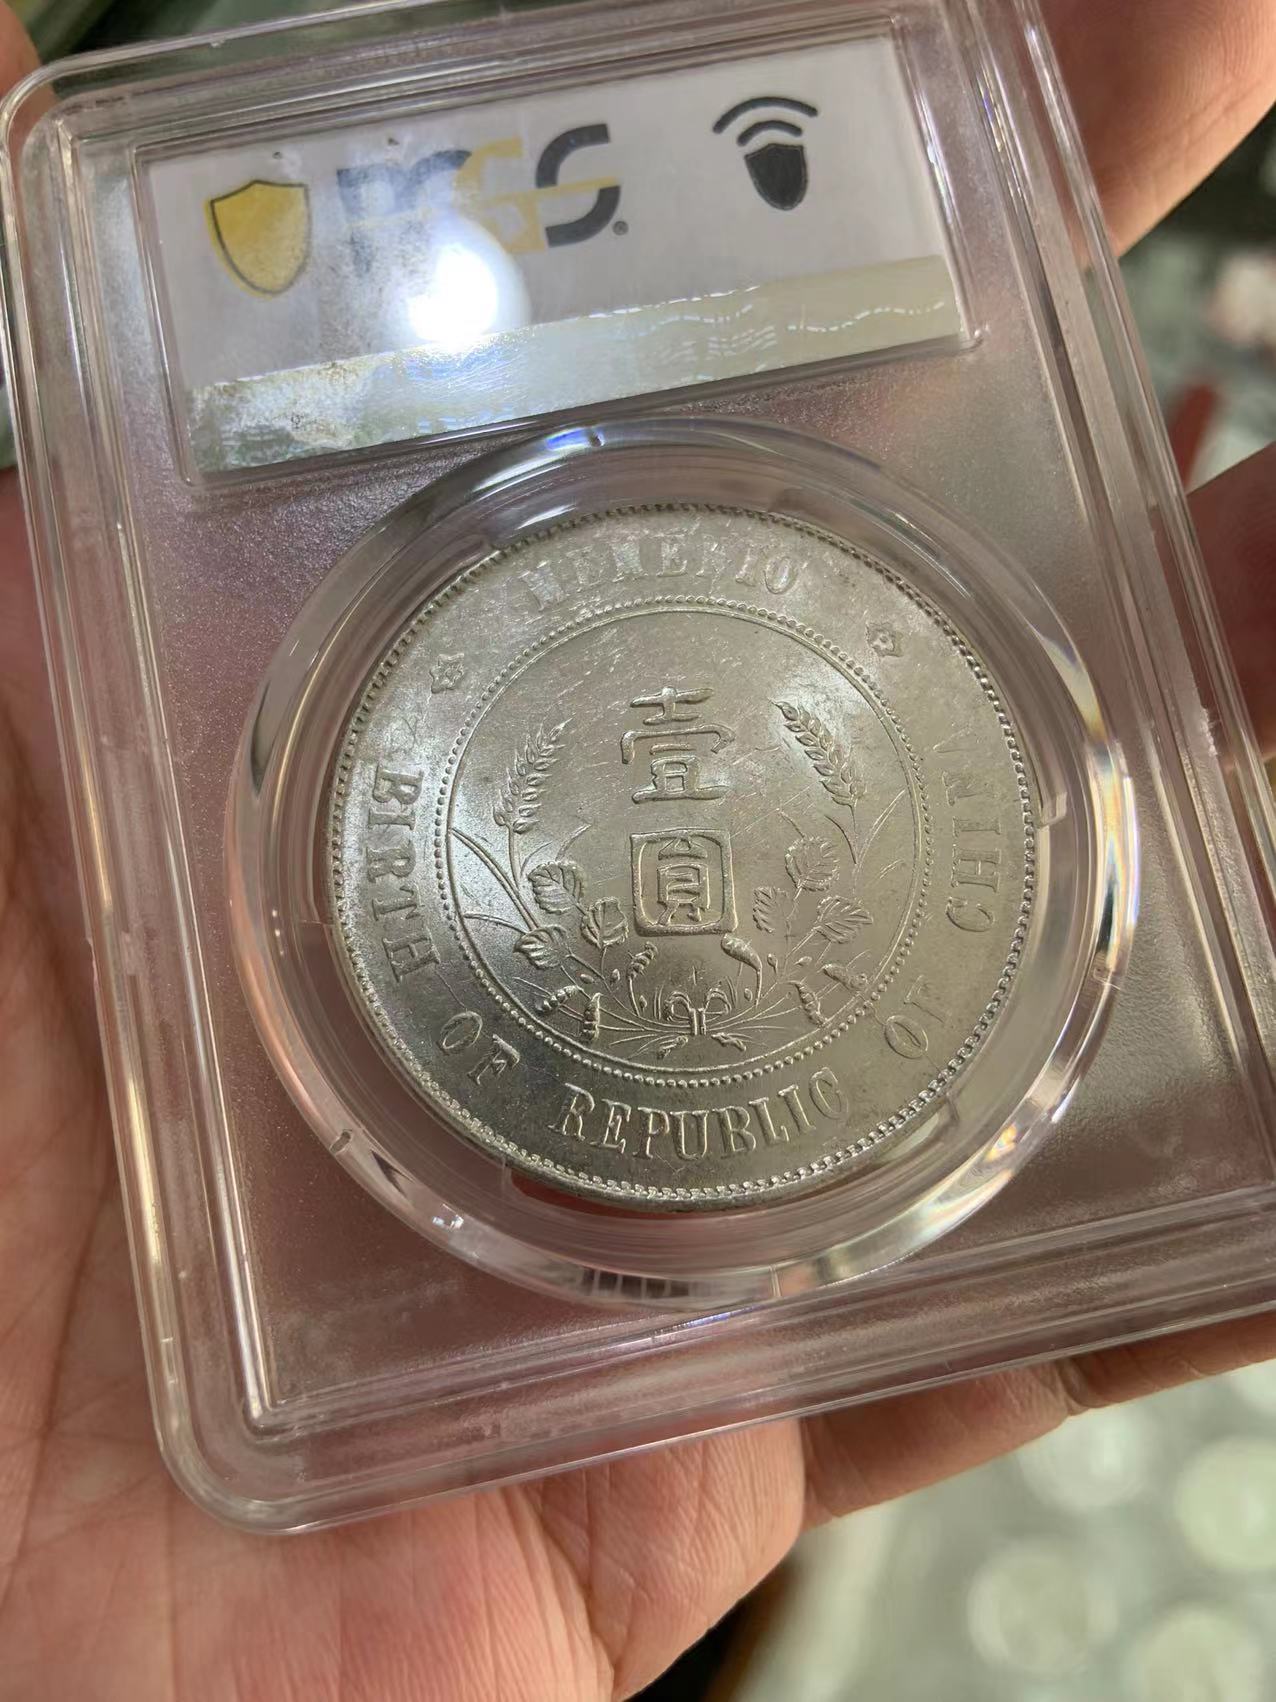 PCGS
MEMENTO
BIRTH OF REPUBLIC OF CHINA
壹
圓